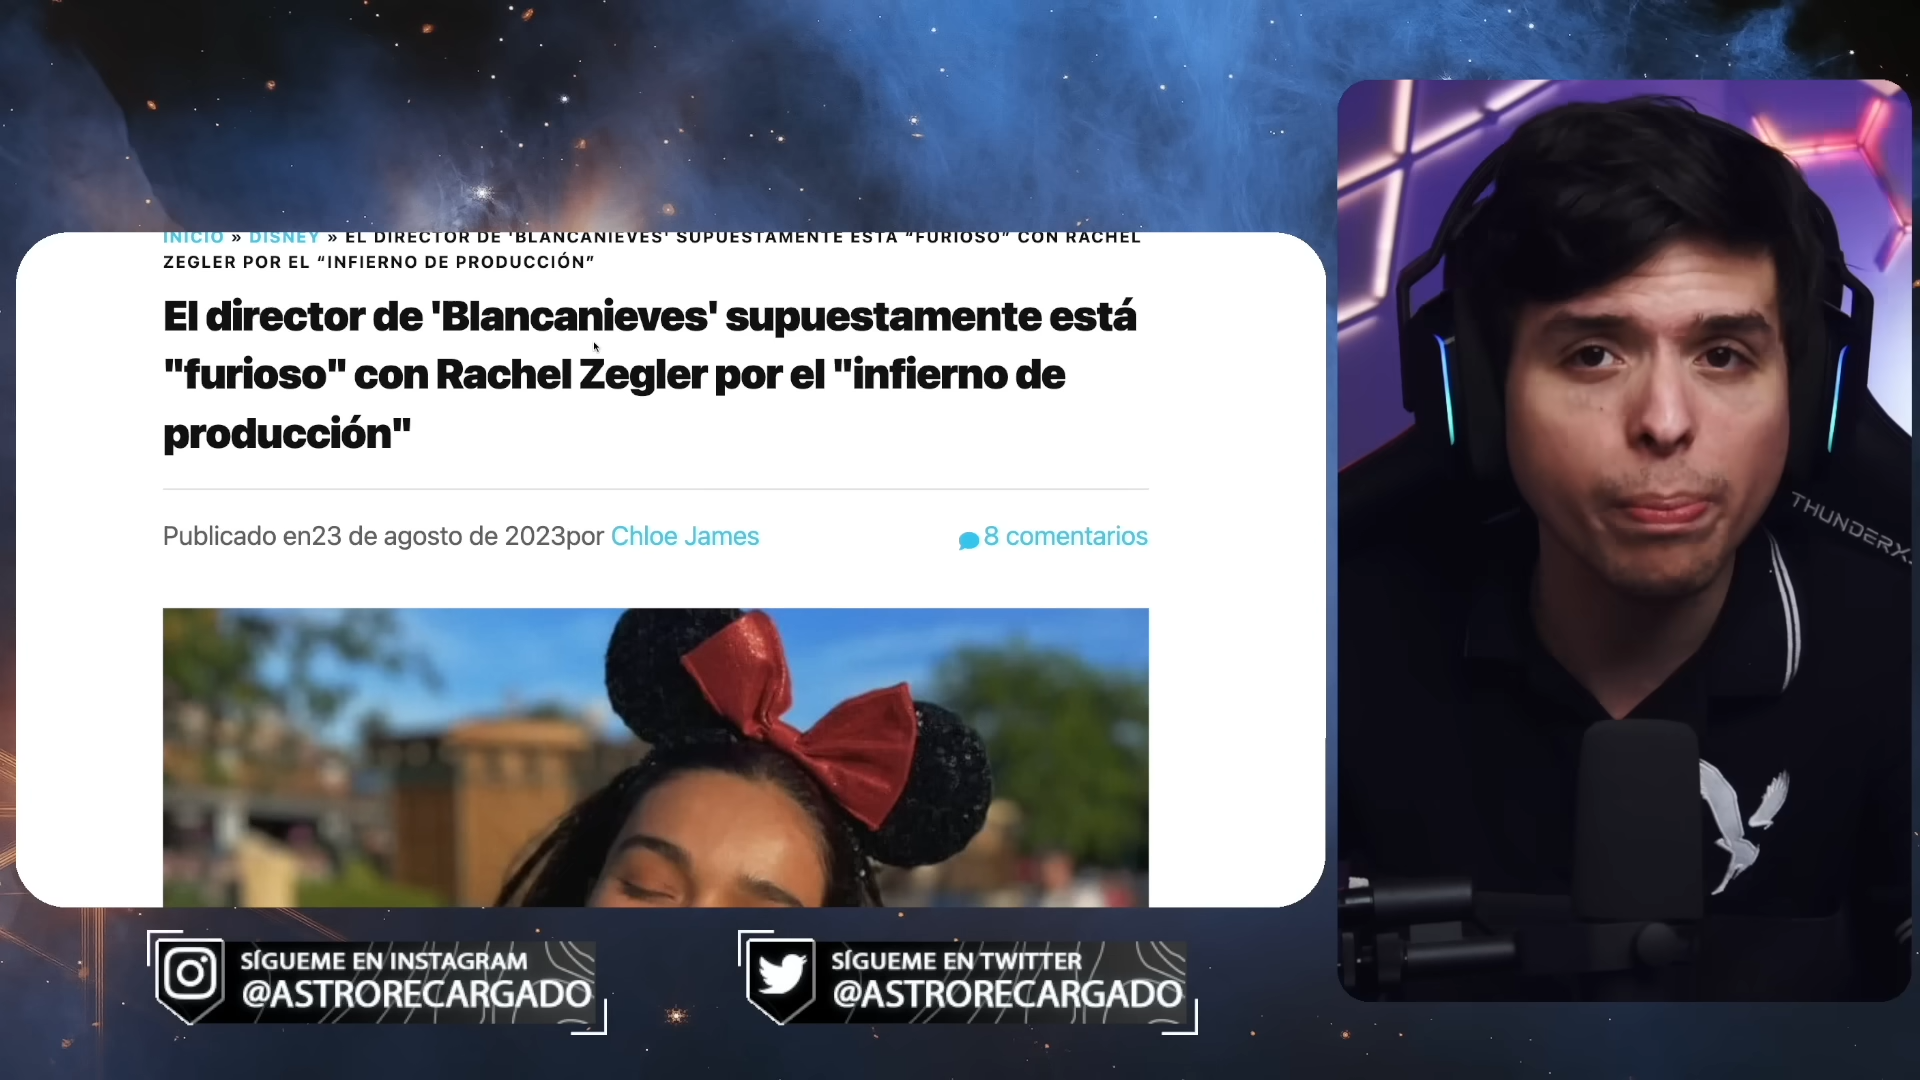 INICIO » DISNEY » EL DIRECTOR DE 'BLANCANIEVES' SUPUESTAMENTE ESTÁ “FURIOSO” CON RACHEL
ZEGLER POR EL “INFIERNO DE PRODUCCIÓN”
El director de 'Blancanieves' supuestamente está
"furioso" con Rachel Zegler por el "infierno de
producción"
Publicado en23 de agosto de 2023por Chloe James
8 comentarios
THUNDERX
SÍGUEME EN INSTAGRAM
@ASTRORECARGADO
SÍGUEME EN TWITTER
@ASTRORECARGADO